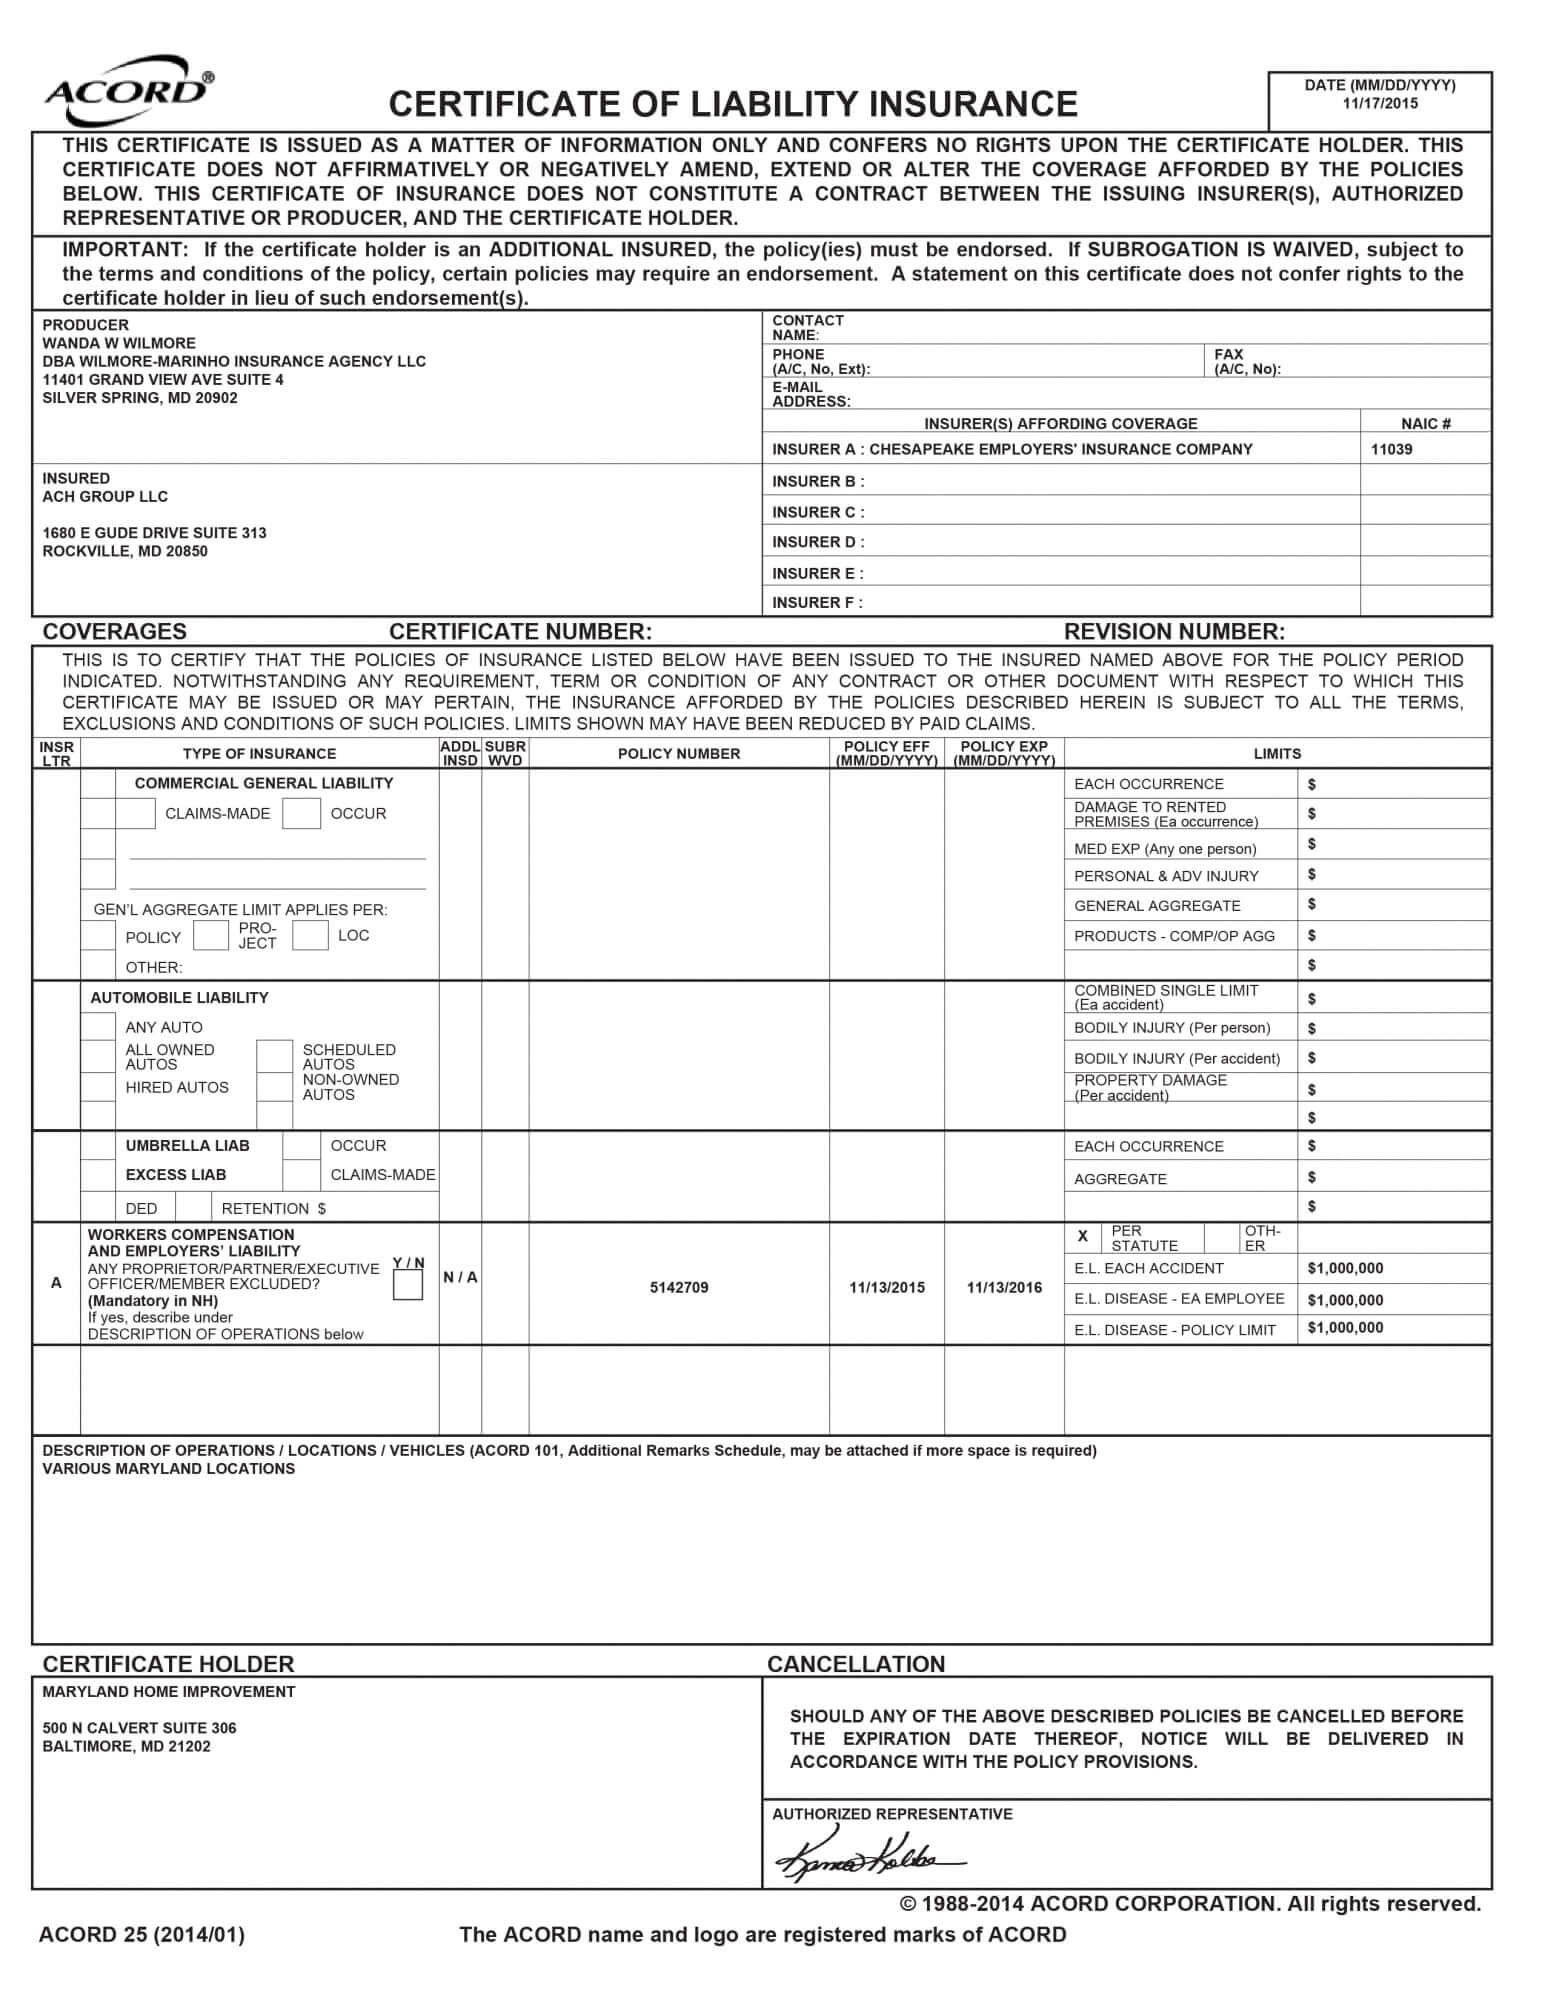 ACORD®
CERTIFICATE OF LIABILITY INSURANCE
DATE (MM/DD/YYYY)
11/17/2015
THIS CERTIFICATE IS ISSUED AS A MATTER OF INFORMATION ONLY AND CONFERS NO RIGHTS UPON THE CERTIFICATE HOLDER. THIS
CERTIFICATE DOES NOT AFFIRMATIVELY OR NEGATIVELY AMEND, EXTEND OR ALTER THE COVERAGE AFFORDED BY THE POLICIES
BELOW. THIS CERTIFICATE OF INSURANCE DOES NOT CONSTITUTE A CONTRACT BETWEEN THE ISSUING INSURER(S), AUTHORIZED
REPRESENTATIVE OR PRODUCER, AND THE CERTIFICATE HOLDER.
IMPORTANT: If the certificate holder is an ADDITIONAL INSURED, the policy(ies) must be endorsed. If SUBROGATION IS WAIVED, subject to
the terms and conditions of the policy, certain policies may require an endorsement. A statement on this certificate does not confer rights to the
certificate holder in lieu of such endorsement(s).
PRODUCER
WANDA W WILMORE
DBA WILMORE-MARINHO INSURANCE AGENCY LLC
11401 GRAND VIEW AVE SUITE 4
SILVER SPRING, MD 20902
CONTACT
NAME:
PHONE
(A/C, No, Ext):
FAX
(A/C, No):
E-MAIL
ADDRESS:
INSURER(S) AFFORDING COVERAGE NAIC #
INSURER A : CHESAPEAKE EMPLOYERS' INSURANCE COMPANY 11039
INSURED
ACH GROUP LLC
1680 E GUDE DRIVE SUITE 313
ROCKVILLE, MD 20850
INSURER B :
INSURER C :
INSURER D :
INSURER E :
INSURER F :
COVERAGES CERTIFICATE NUMBER: REVISION NUMBER:
THIS IS TO CERTIFY THAT THE POLICIES OF INSURANCE LISTED BELOW HAVE BEEN ISSUED TO THE INSURED NAMED ABOVE FOR THE POLICY PERIOD
INDICATED. NOTWITHSTANDING ANY REQUIREMENT, TERM OR CONDITION OF ANY CONTRACT OR OTHER DOCUMENT WITH RESPECT TO WHICH THIS
CERTIFICATE MAY BE ISSUED OR MAY PERTAIN, THE INSURANCE AFFORDED BY THE POLICIES DESCRIBED HEREIN IS SUBJECT TO ALL THE TERMS,
EXCLUSIONS AND CONDITIONS OF SUCH POLICIES. LIMITS SHOWN MAY HAVE BEEN REDUCED BY PAID CLAIMS.
INSR
LTR
TYPE OF INSURANCE
ADDL
INSD
SUBR
WVD
POLICY NUMBER
POLICY EFF
(MM/DD/YYYY)
POLICY EXP
(MM/DD/YYYY)
LIMITS
COMMERCIAL GENERAL LIABILITY
CLAIMS-MADE OCCUR
GEN'L AGGREGATE LIMIT APPLIES PER:
POLICY
PRO-
JECT
LOC
OTHER:
EACH OCCURRENCE $
DAMAGE TO RENTED
PREMISES (Ea occurrence) $
MED EXP (Any one person) $
PERSONAL & ADV INJURY $
GENERAL AGGREGATE $
PRODUCTS - COMP/OP AGG $
$
AUTOMOBILE LIABILITY
ANY AUTO
ALL OWNED
AUTOS
SCHEDULED
AUTOS
HIRED AUTOS
NON-OWNED
AUTOS
COMBINED SINGLE LIMIT
(Ea accident) $
BODILY INJURY (Per person) $
BODILY INJURY (Per accident) $
PROPERTY DAMAGE
(Per accident) $
$
UMBRELLA LIAB OCCUR
EXCESS LIAB CLAIMS-MADE
DED RETENTION $
EACH OCCURRENCE $
AGGREGATE $
$
A
WORKERS COMPENSATION
AND EMPLOYERS' LIABILITY
ANY PROPRIETOR/PARTNER/EXECUTIVE
OFFICER/MEMBER EXCLUDED?
(Mandatory in NH)
If yes, describe under
DESCRIPTION OF OPERATIONS below
Y / N
N / A
5142709
11/13/2015
11/13/2016
X
PER
STATUTE
OTH-
ER
E.L. EACH ACCIDENT $1,000,000
E.L. DISEASE - EA EMPLOYEE $1,000,000
E.L. DISEASE - POLICY LIMIT $1,000,000
DESCRIPTION OF OPERATIONS / LOCATIONS / VEHICLES (ACORD 101, Additional Remarks Schedule, may be attached if more space is required)
VARIOUS MARYLAND LOCATIONS
CERTIFICATE HOLDER
MARYLAND HOME IMPROVEMENT
500 N CALVERT SUITE 306
BALTIMORE, MD 21202
CANCELLATION
SHOULD ANY OF THE ABOVE DESCRIBED POLICIES BE CANCELLED BEFORE
THE EXPIRATION DATE THEREOF, NOTICE WILL BE DELIVERED IN
ACCORDANCE WITH THE POLICY PROVISIONS.
AUTHORIZED REPRESENTATIVE
© 1988-2014 ACORD CORPORATION. All rights reserved.
ACORD 25 (2014/01)
The ACORD name and logo are registered marks of ACORD